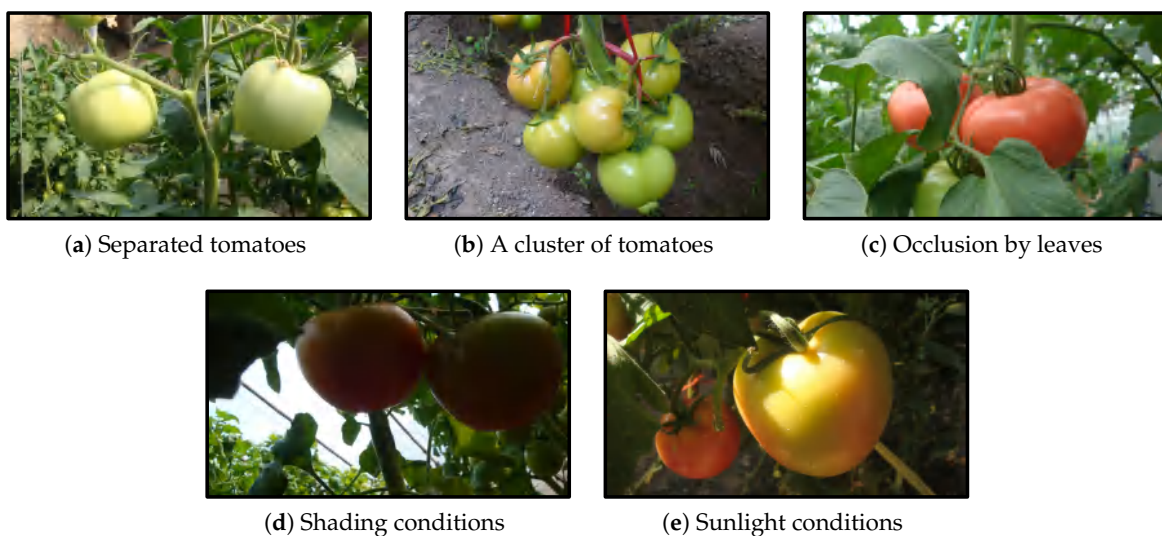 (a) Separated tomatoes
(b) A cluster of tomatoes
(c) Occlusion by leaves
(d) Shading conditions
(e) Sunlight conditions